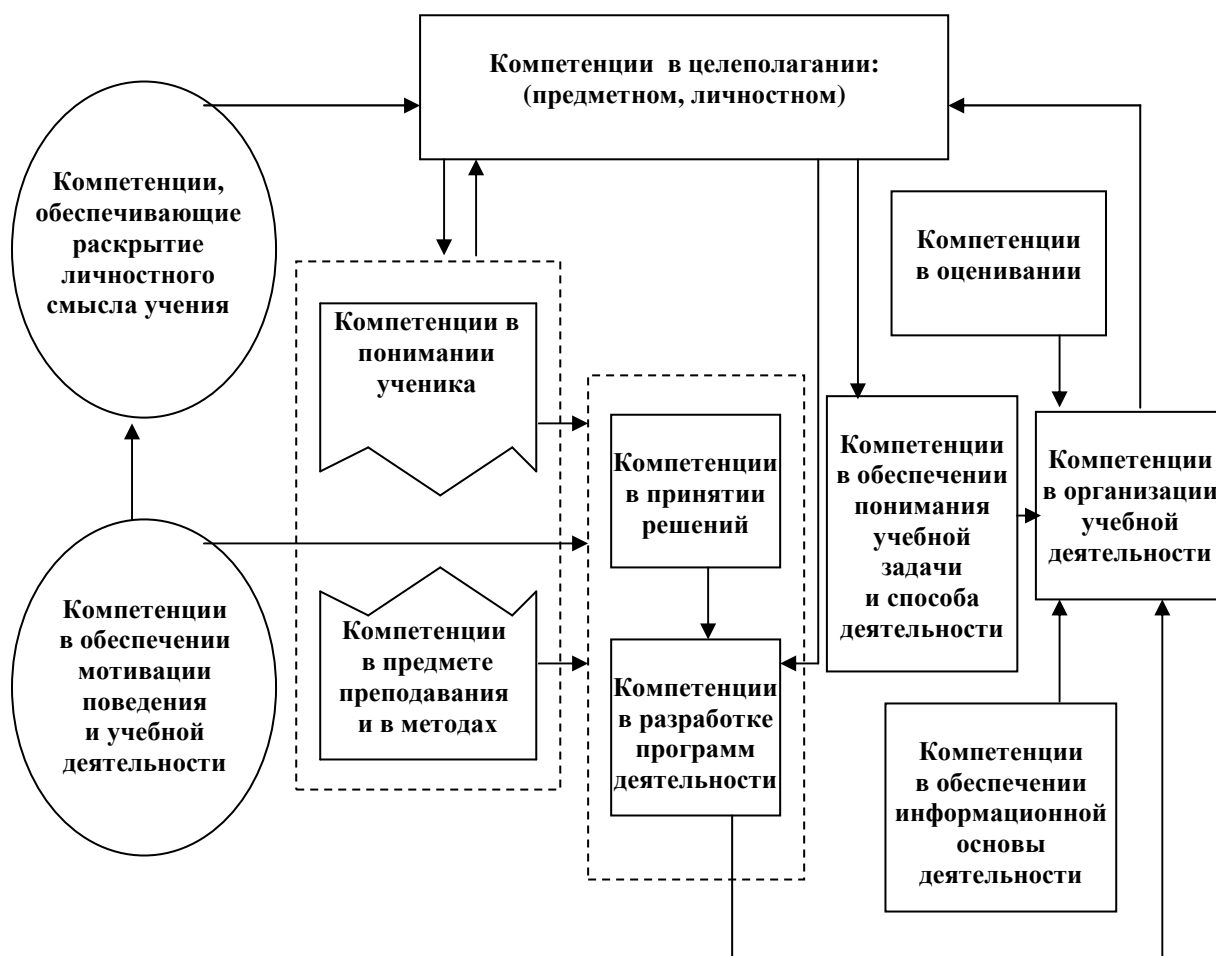 Компетенции в целеполагании:
(предметном, личностном)
Компетенции,
обеспечивающие
раскрытие
личностного
смысла учения
Компетенции
в оценивании
Компетенции в
понимании
ученика
Компетенции
в принятии
решений
Компетенции
в обеспечении
понимания
учебной
задачи
и способа
деятельности
Компетенции
в организации
учебной
деятельности
Компетенции
в обеспечении
мотивации
поведения
и учебной
деятельности
Компетенции
в предмете
преподавания
и в методах
Компетенции
в разработке
программ
деятельности
Компетенции
в обеспечении
информационной
основы
деятельности